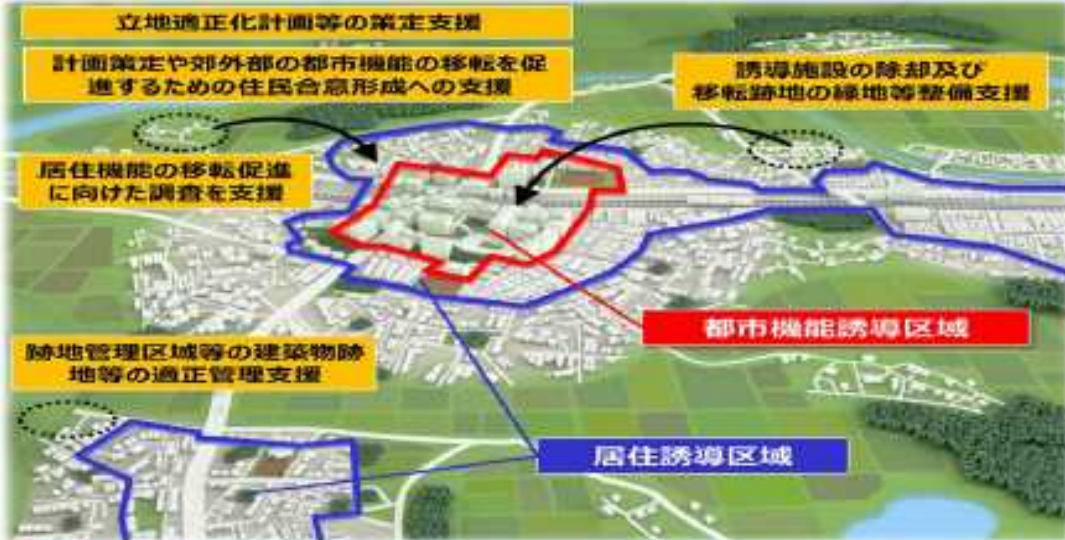 立地適正化計画等の策定支援
計画策定や郊外部の都市機能の移転を促
進するための住民合意形成への支援
誘導施設の除却及び
移転跡地の緑地等整備支援
居住機能の移転促進
に向けた調査を支援
都市機能誘導区域
跡地管理区域等の建築物跡
地等の適正管理支援
居住誘導区域